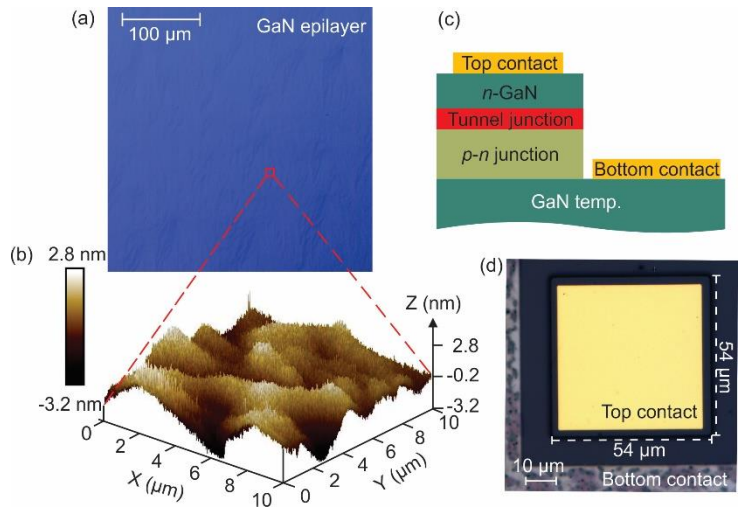 (a)
100 µm
GaN epilayer
(b)
2.8 nm
-3.2 nm
Z (nm)
2.8
-0.2
-3.2
0
2
4
6
8
10
X (µm)
0
2
4
6
8
10
Y (µm)
(c)
Top contact
n-GaN
Tunnel junction
p-n junction
Bottom contact
GaN temp.
(d)
54 µm
Top contact
54 µm
10 µm
Bottom contact